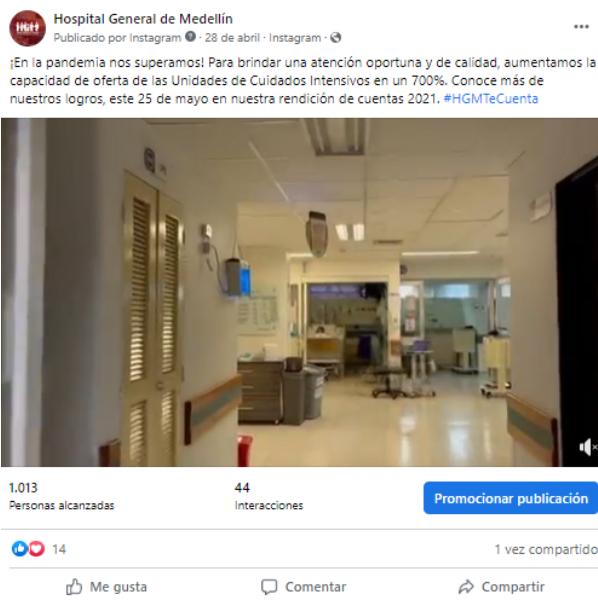 Hospital General de Medellín
Publicado por Instagram · 28 de abril · Instagram ·
¡En la pandemia nos superamos! Para brindar una atención oportuna y de calidad, aumentamos la
capacidad de oferta de las Unidades de Cuidados Intensivos en un 700%. Conoce más de
nuestros logros, este 25 de mayo en nuestra rendición de cuentas 2021. #HGMTeCuenta
1.013
Personas alcanzadas
44
Interacciones
Promocionar publicación
14
1 vez compartido
Me gusta
Comentar
Compartir